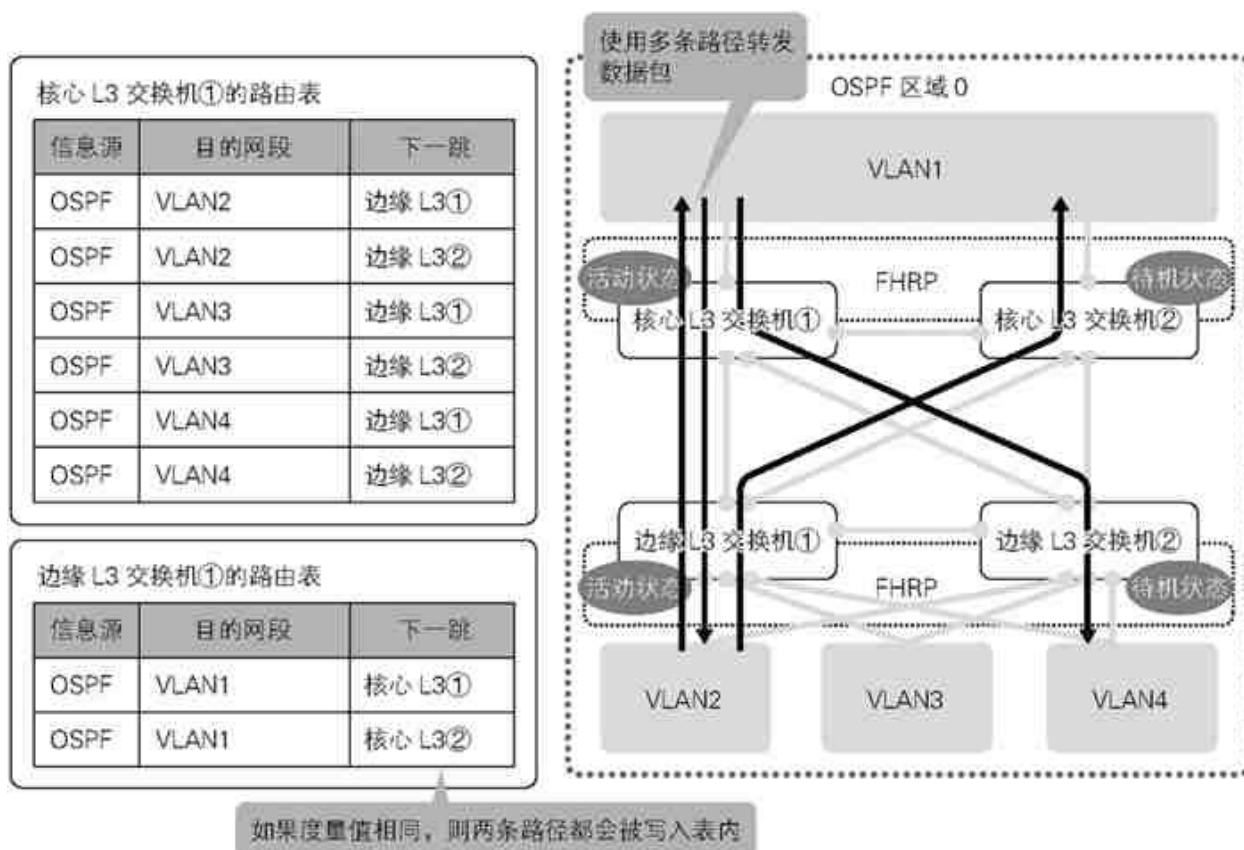 使用多条路径转发
数据包
核心 L3 交换机①的路由表
信息源 目的网段 下一跳
OSPF VLAN2 边缘 L3①
OSPF VLAN2 边缘 L3②
OSPF VLAN3 边缘 L3①
OSPF VLAN3 边缘 L3②
OSPF VLAN4 边缘 L3①
OSPF VLAN4 边缘 L3②
边缘 L3 交换机①的路由表
信息源 目的网段 下一跳
OSPF VLAN1 核心 L3①
OSPF VLAN1 核心 L3②
如果度量值相同，则两条路径都会被写入表内
OSPF 区域 0
VLAN1
活动状态 FHRP 待机状态
核心 L3 交换机① 核心 L3 交换机②
边缘 L3 交换机① 边缘 L3 交换机②
活动状态 FHRP 待机状态
VLAN2 VLAN3 VLAN4